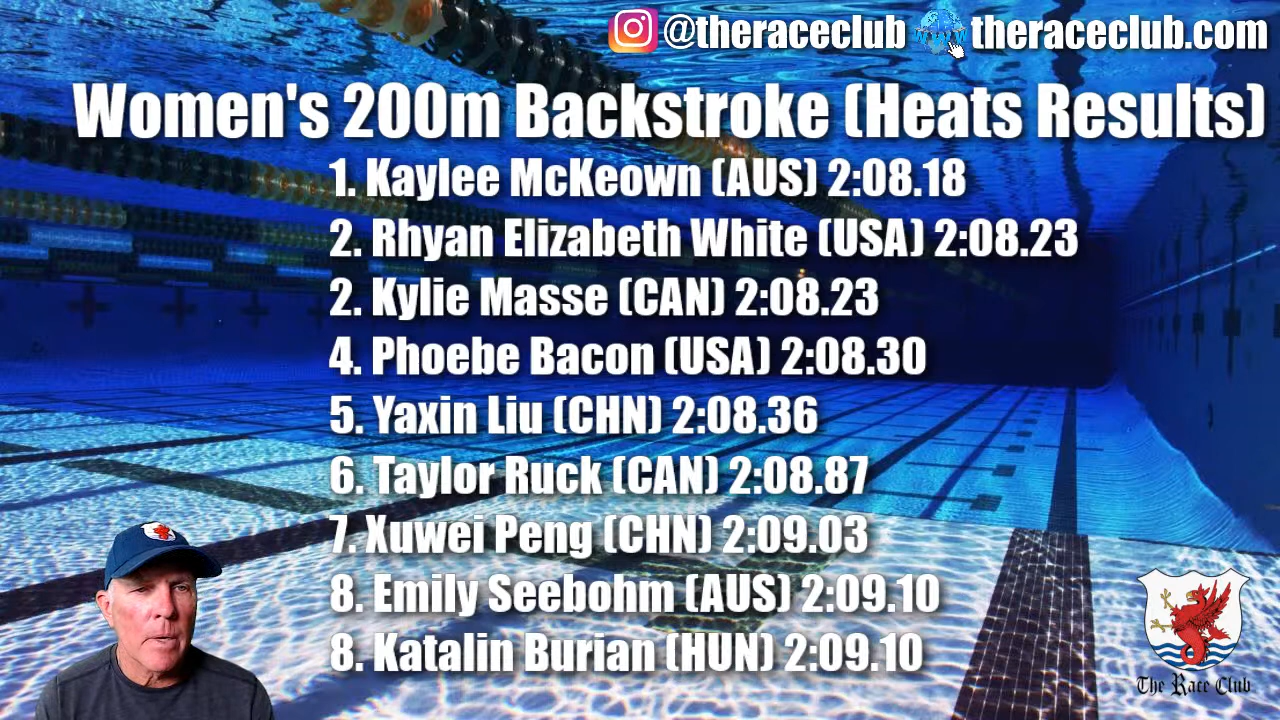 @theraceclub WWW theraceclub.com
Women's 200m Backstroke (Heats Results)
1. Kaylee McKeown (AUS) 2:08.18
2. Rhyan Elizabeth White (USA) 2:08.23
2. Kylie Masse (CAN) 2:08.23
4. Phoebe Bacon (USA) 2:08.30
5. Yaxin Liu (CHN) 2:08.36
6. Taylor Ruck (CAN) 2:08.87
7. Xuwei Peng (CHN) 2:09.03
8. Emily Seebohm (AUS) 2:09.10
8. Katalin Burian (HUN) 2:09.10
The Race Club